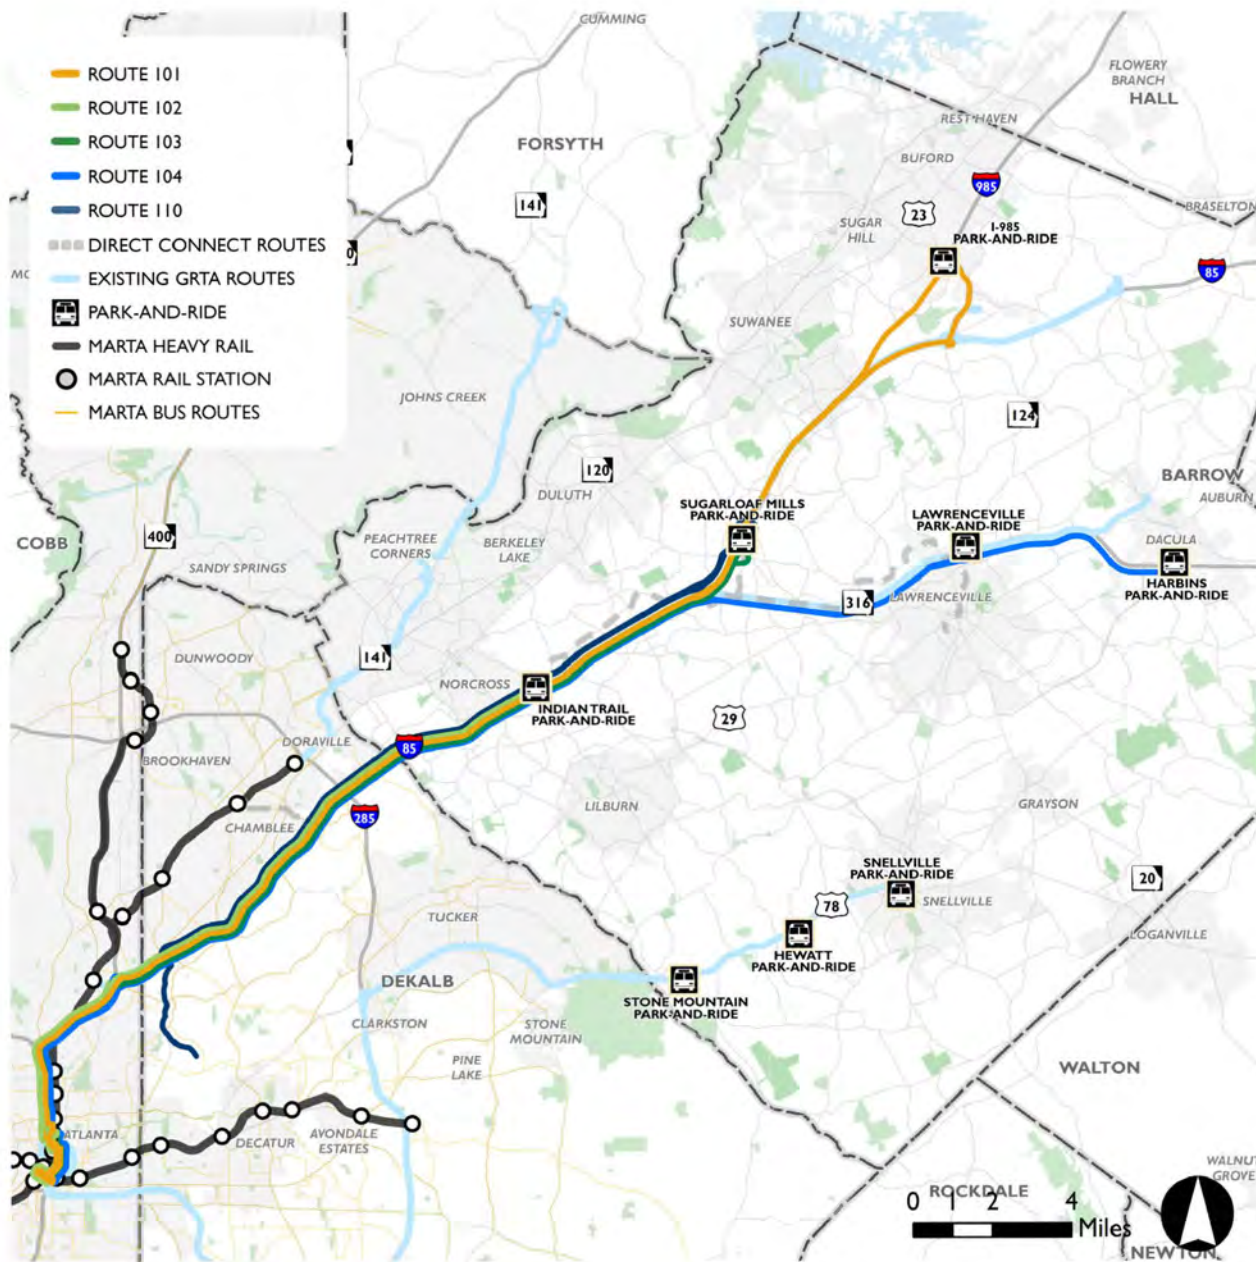 CUMMING
ROUTE 101
ROUTE 102
ROUTE 103
ROUTE 104
ROUTE 110
DIRECT CONNECT ROUTES
EXISTING GRTA ROUTES
PARK-AND-RIDE
MARTA HEAVY RAIL
MARTA RAIL STATION
MARTA BUS ROUTES
FLOWERY
BRANCH
HALL
REST HAVEN
FORSYTH
BUFORD
985
141
BRASELTON
23
SUGAR
HILL
I-985
PARK-AND-RIDE
85
SUWANEE
JOHNS CREEK
124
120
BARROW
DULUTH
AUBURN
SUGARLOAF MILLS
PARK-AND-RIDE
LAWRENCEVILLE
PARK-AND-RIDE
COBB
400
PEACHTREE
CORNERS
BERKELEY
LAKE
DACULA
SANDY SPRINGS
HARBINS
PARK-AND-RIDE
316
LAWRENCEVILLE
141
DUNWOODY
NORCROSS
INDIAN TRAIL
PARK-AND-RIDE
29
DORAVILLE
85
BROOKHAVEN
LILBURN
GRAYSON
285
CHAMBLEE
SNELLVILLE
PARK-AND-RIDE
20
78
SNELLVILLE
TUCKER
LOGANVILLE
HEWATT
PARK-AND-RIDE
DEKALB
STONE MOUNTAIN
PARK-AND-RIDE
CLARKSTON
STONE
MOUNTAIN
PINE
LAKE
WALTON
ATLANTA
DECATUR
AVONDALE
ESTATES
WALNUT
GROVE
ROCKDALE
0 1 2 4
Miles
NEWTON